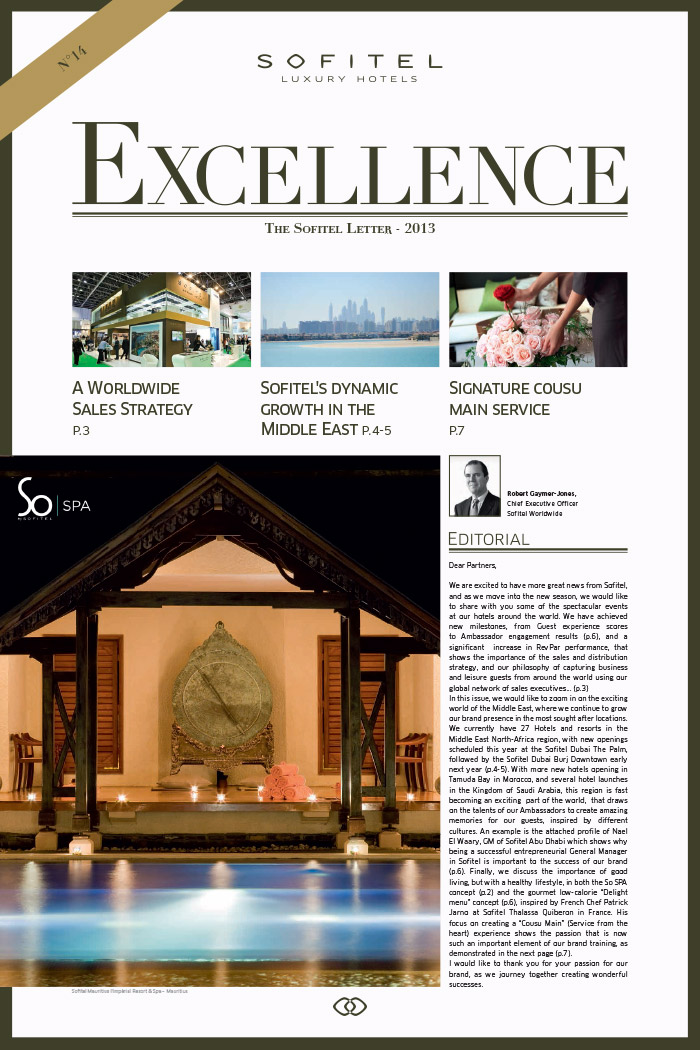 N°14
SOFITEL
LUXURY HOTELS
EXCELLENCE
THE SOFITEL LETTER - 2013
A WORLDWIDE
SALES STRATEGY
P.3
SOFITEL'S DYNAMIC
GROWTH IN THE
MIDDLE EAST P.4-5
SIGNATURE COUSU
MAIN SERVICE
P.7
So SPA
by SOFITEL
Robert Gaymer-Jones,
Chief Executive Officer
Sofitel Worldwide
EDITORIAL
Dear Partners,
We are excited to have more great news from Sofitel,
and as we move into the new season, we would like
to share with you some of the spectacular events
at our hotels around the world. We have achieved
new milestones, from Guest experience scores
to Ambassador engagement results (p.6), and a
significant increase in RevPar performance, that
shows the importance of the sales and distribution
strategy, and our philosophy of capturing business
and leisure guests from around the world using our
global network of sales executives... (p.3)
In this issue, we would like to zoom in on the exciting
world of the Middle East, where we continue to grow
our brand presence in the most sought after locations.
We currently have 27 Hotels and resorts in the
Middle East North-Africa region, with new openings
scheduled this year at the Sofitel Dubai The Palm,
followed by the Sofitel Dubai Burj Downtown early
next year (p.4-5). With more new hotels opening in
Tamuda Bay in Morocco, and several hotel launches
in the Kingdom of Saudi Arabia, this region is fast
becoming an exciting part of the world, that draws
on the talents of our Ambassadors to create amazing
memories for our guests, inspired by different
cultures. An example is the attached profile of Nael
El Waary, GM of Sofitel Abu Dhabi which shows why
being a successful entrepreneurial General Manager
in Sofitel is important to the success of our brand
(p.6). Finally, we discuss the importance of good
living, but with a healthy lifestyle, in both the So SPA
concept (p.2) and the gourmet low-calorie "Delight
menu" concept (p.6), inspired by French Chef Patrick
Jarno at Sofitel Thalassa Quiberon in France. His
focus on creating a "Cousu Main" (Service from the
heart) experience shows the passion that is now
such an important element of our brand training, as
demonstrated in the next page (p.7).
I would like to thank you for your passion for our
brand, as we journey together creating wonderful
successes.
Sofitel Mauritius l'Impérial Resort & Spa – Mauritius